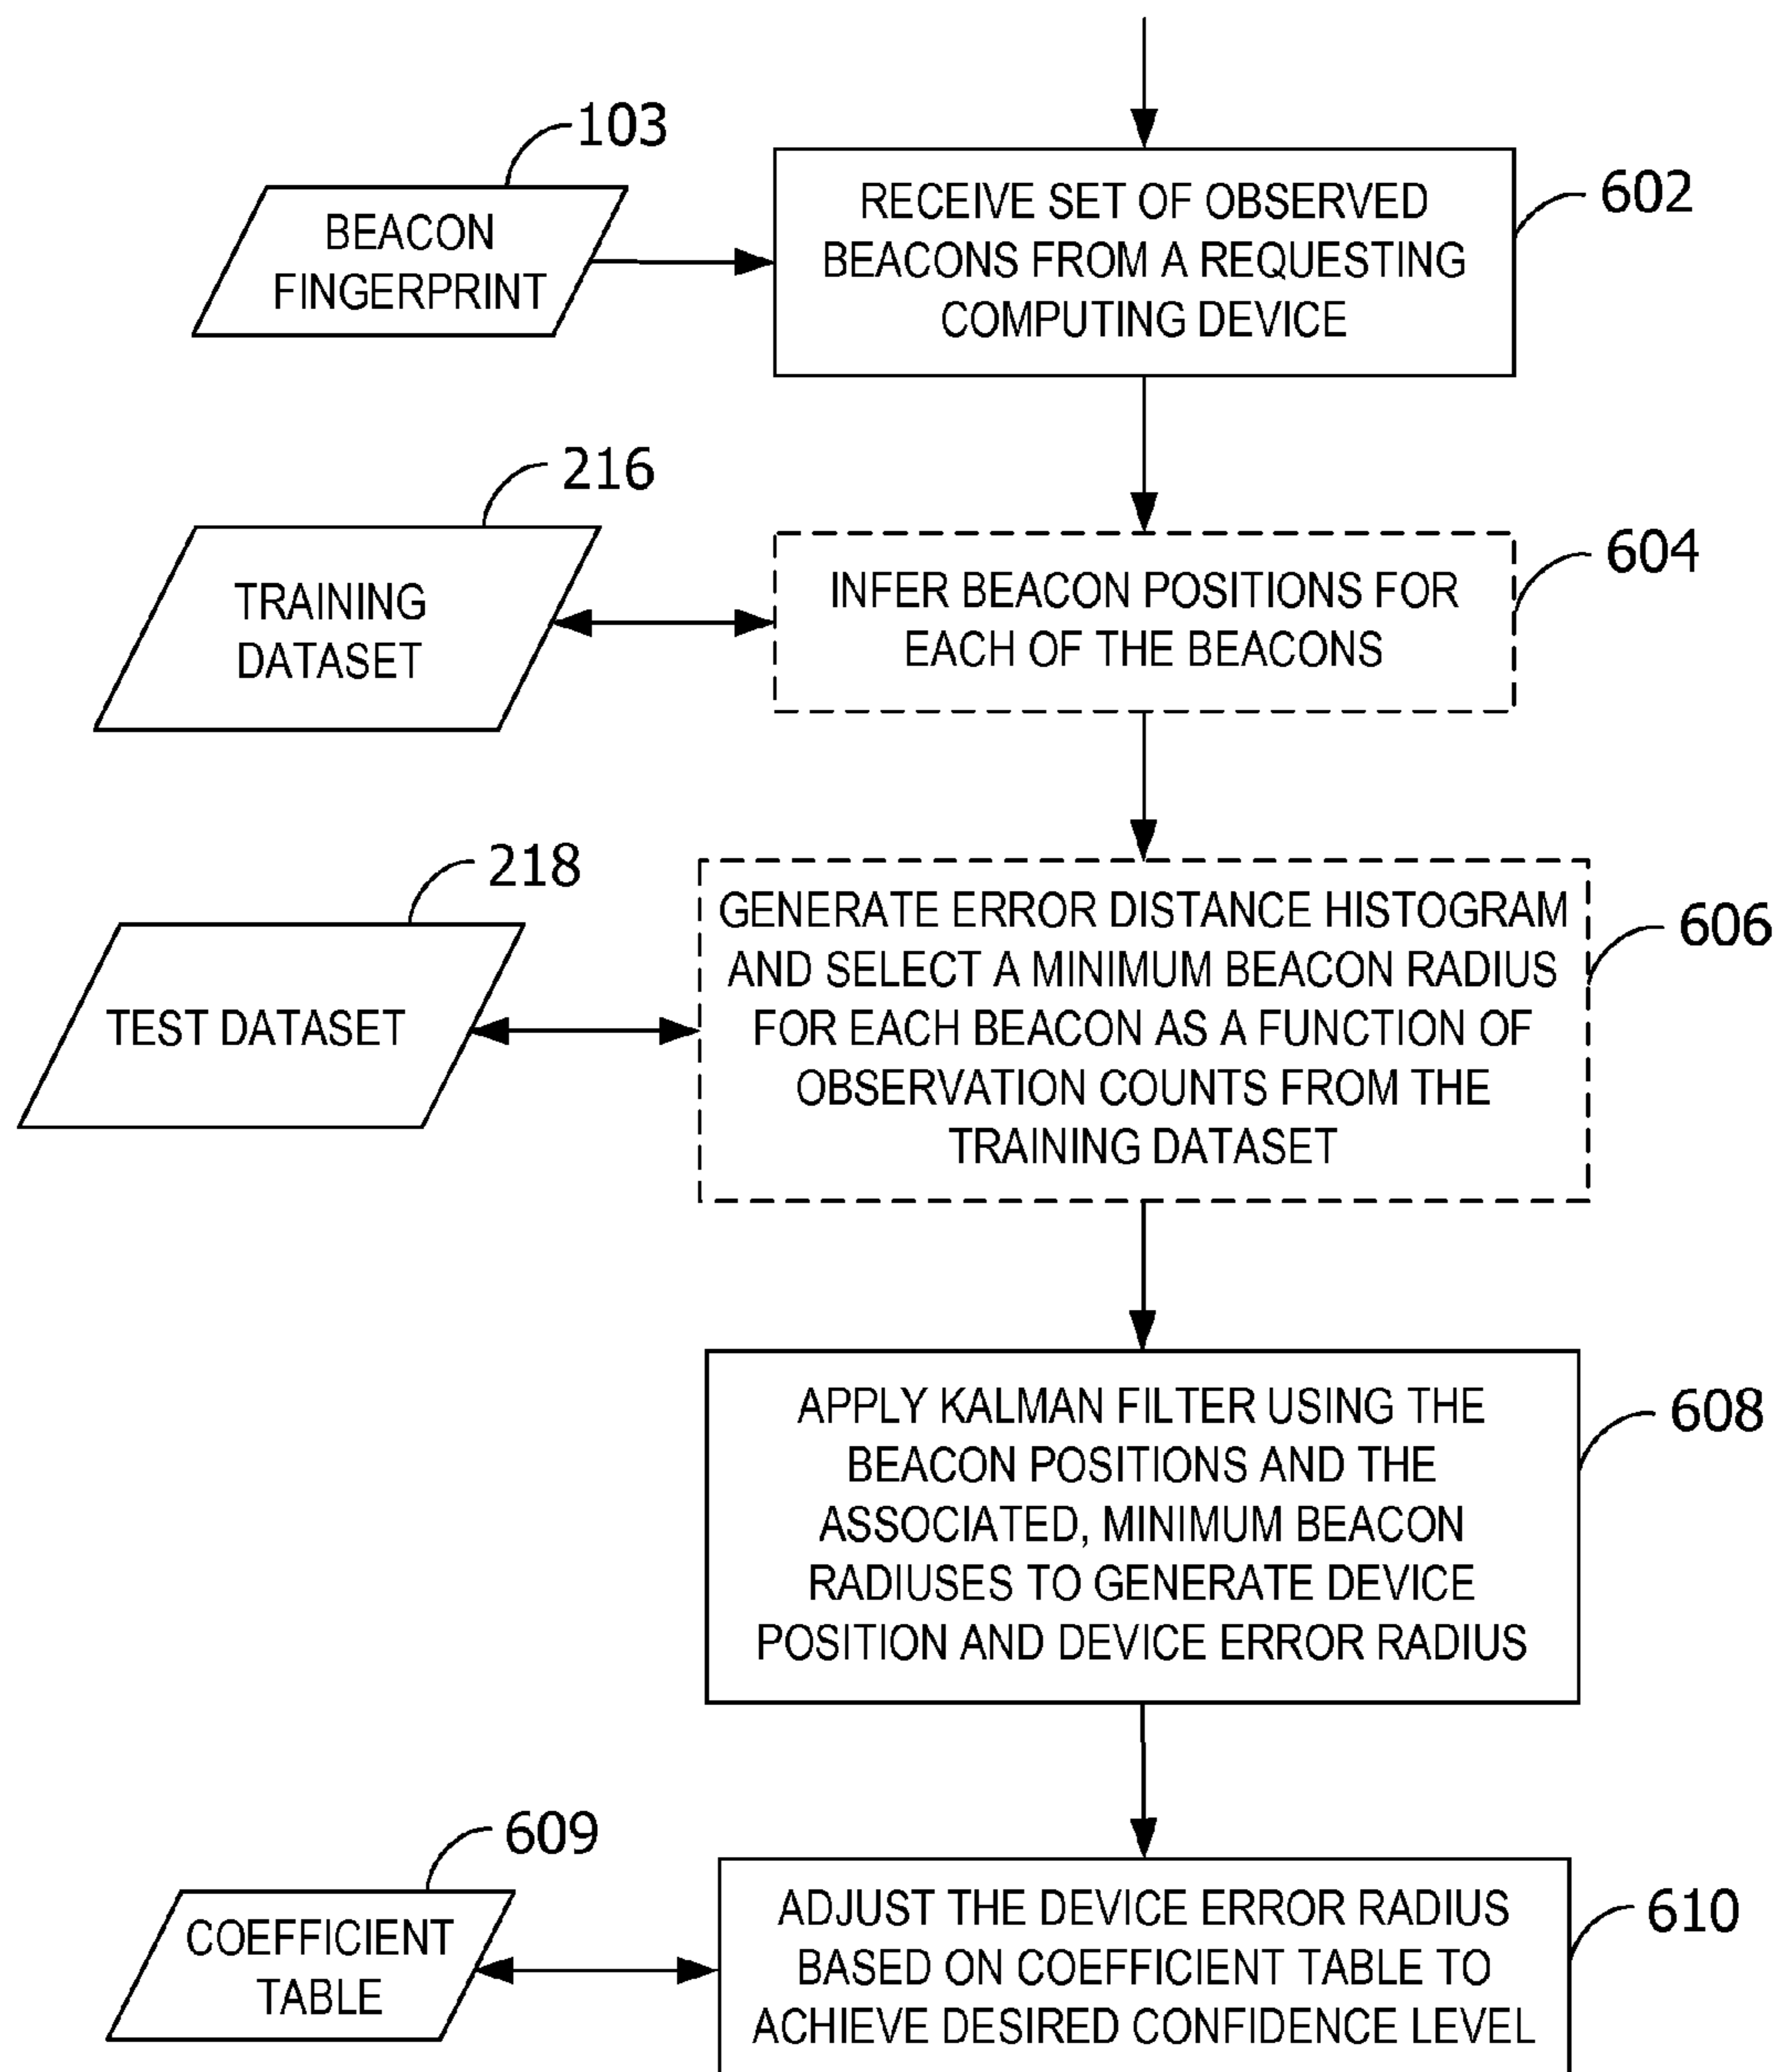 103
BEACON
FINGERPRINT
RECEIVE SET OF OBSERVED
BEACONS FROM A REQUESTING
COMPUTING DEVICE
602
216
TRAINING
DATASET
INFER BEACON POSITIONS FOR
EACH OF THE BEACONS
604
218
TEST DATASET
GENERATE ERROR DISTANCE HISTOGRAM
AND SELECT A MINIMUM BEACON RADIUS
FOR EACH BEACON AS A FUNCTION OF
OBSERVATION COUNTS FROM THE
TRAINING DATASET
606
APPLY KALMAN FILTER USING THE
BEACON POSITIONS AND THE
ASSOCIATED, MINIMUM BEACON
RADIUSES TO GENERATE DEVICE
POSITION AND DEVICE ERROR RADIUS
608
609
COEFFICIENT
TABLE
ADJUST THE DEVICE ERROR RADIUS
BASED ON COEFFICIENT TABLE TO
ACHIEVE DESIRED CONFIDENCE LEVEL
610